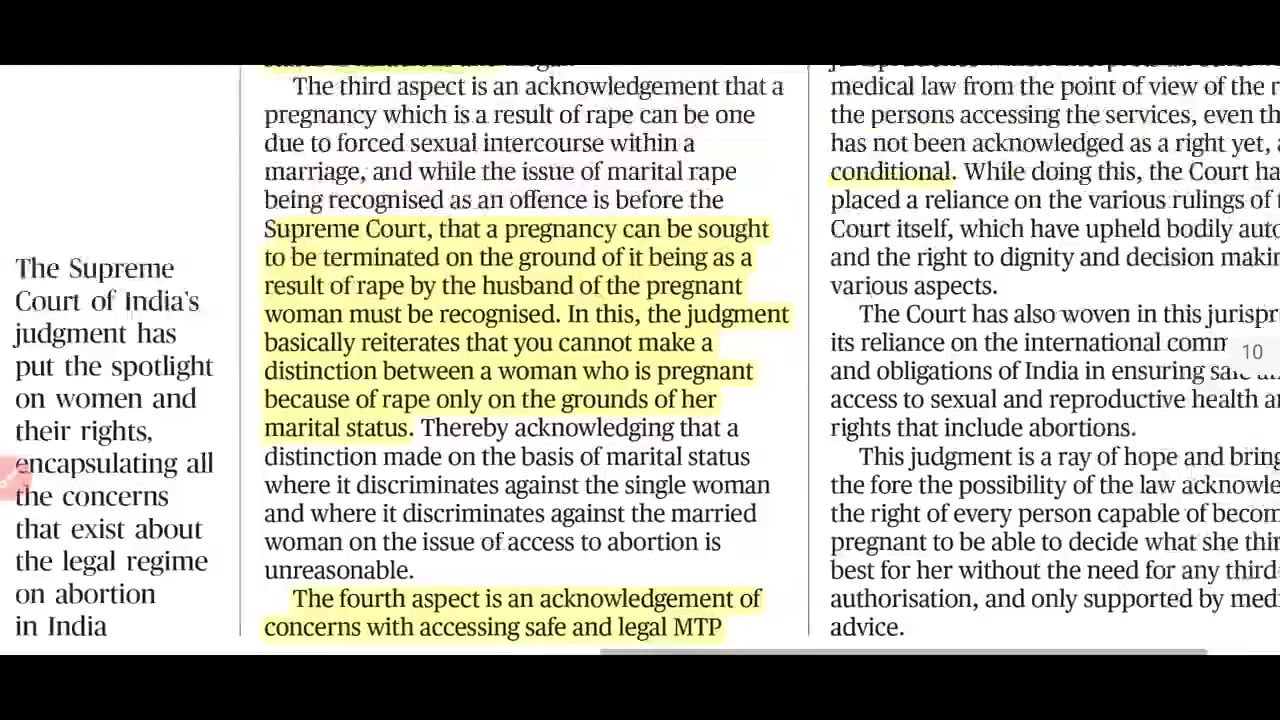 The Supreme
Court of India's
judgment has
put the spotlight
on women and
their rights,
encapsulating all
the concerns
that exist about
the legal regime
on abortion
in India
The third aspect is an acknowledgement that a
pregnancy which is a result of rape can be one
due to forced sexual intercourse within a
marriage, and while the issue of marital rape
being recognised as an offence is before the
Supreme Court, that a pregnancy can be sought
to be terminated on the ground of it being as a
result of rape by the husband of the pregnant
woman must be recognised. In this, the judgment
basically reiterates that you cannot make a
distinction between a woman who is pregnant
because of rape only on the grounds of her
marital status. Thereby acknowledging that a
distinction made on the basis of marital status
where it discriminates against the single woman
and where it discriminates against the married
woman on the issue of access to abortion is
unreasonable.
The fourth aspect is an acknowledgement of
concerns with accessing safe and legal MTP
medical law from the point of view of the
the persons accessing the services, even
has not been acknowledged as a right yet,
conditional. While doing this, the Court
placed a reliance on the various rulings of
Court itself, which have upheld bodily
and the right to dignity and decision
various aspects.
The Court has also woven in this
its reliance on the international
and obligations of India in ensuring
access to sexual and reproductive health
rights that include abortions.
This judgment is a ray of hope and
the fore the possibility of the law
the right of every person capable of
pregnant to be able to decide what she
best for her without the need for any
authorisation, and only supported by
advice.
10